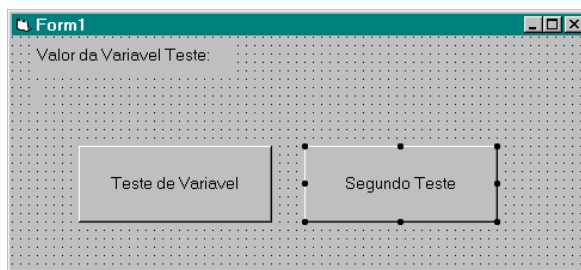 Form1
Valor da Variavel Teste:
Teste de Variavel
Segundo Teste